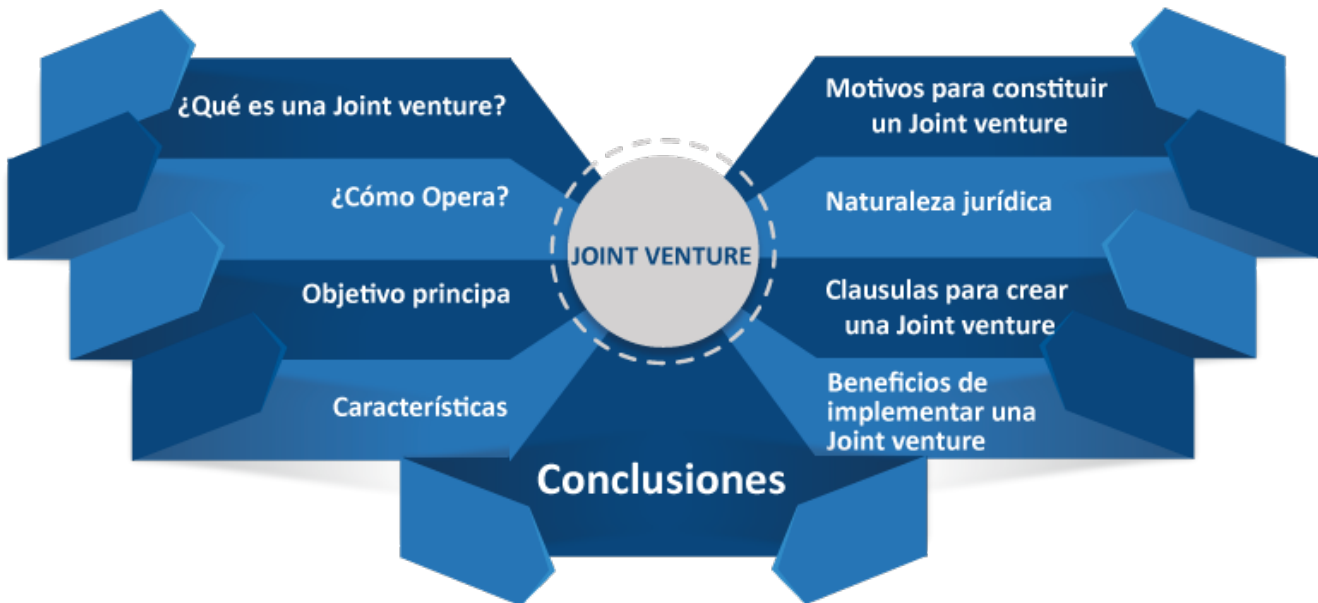 ¿Qué es una Joint venture?
¿Cómo Opera?
Objetivo principa
Características
JOINT VENTURE
Motivos para constituir
un Joint venture
Naturaleza jurídica
Clausulas para crear
una Joint venture
Beneficios de
implementar una
Joint venture
Conclusiones